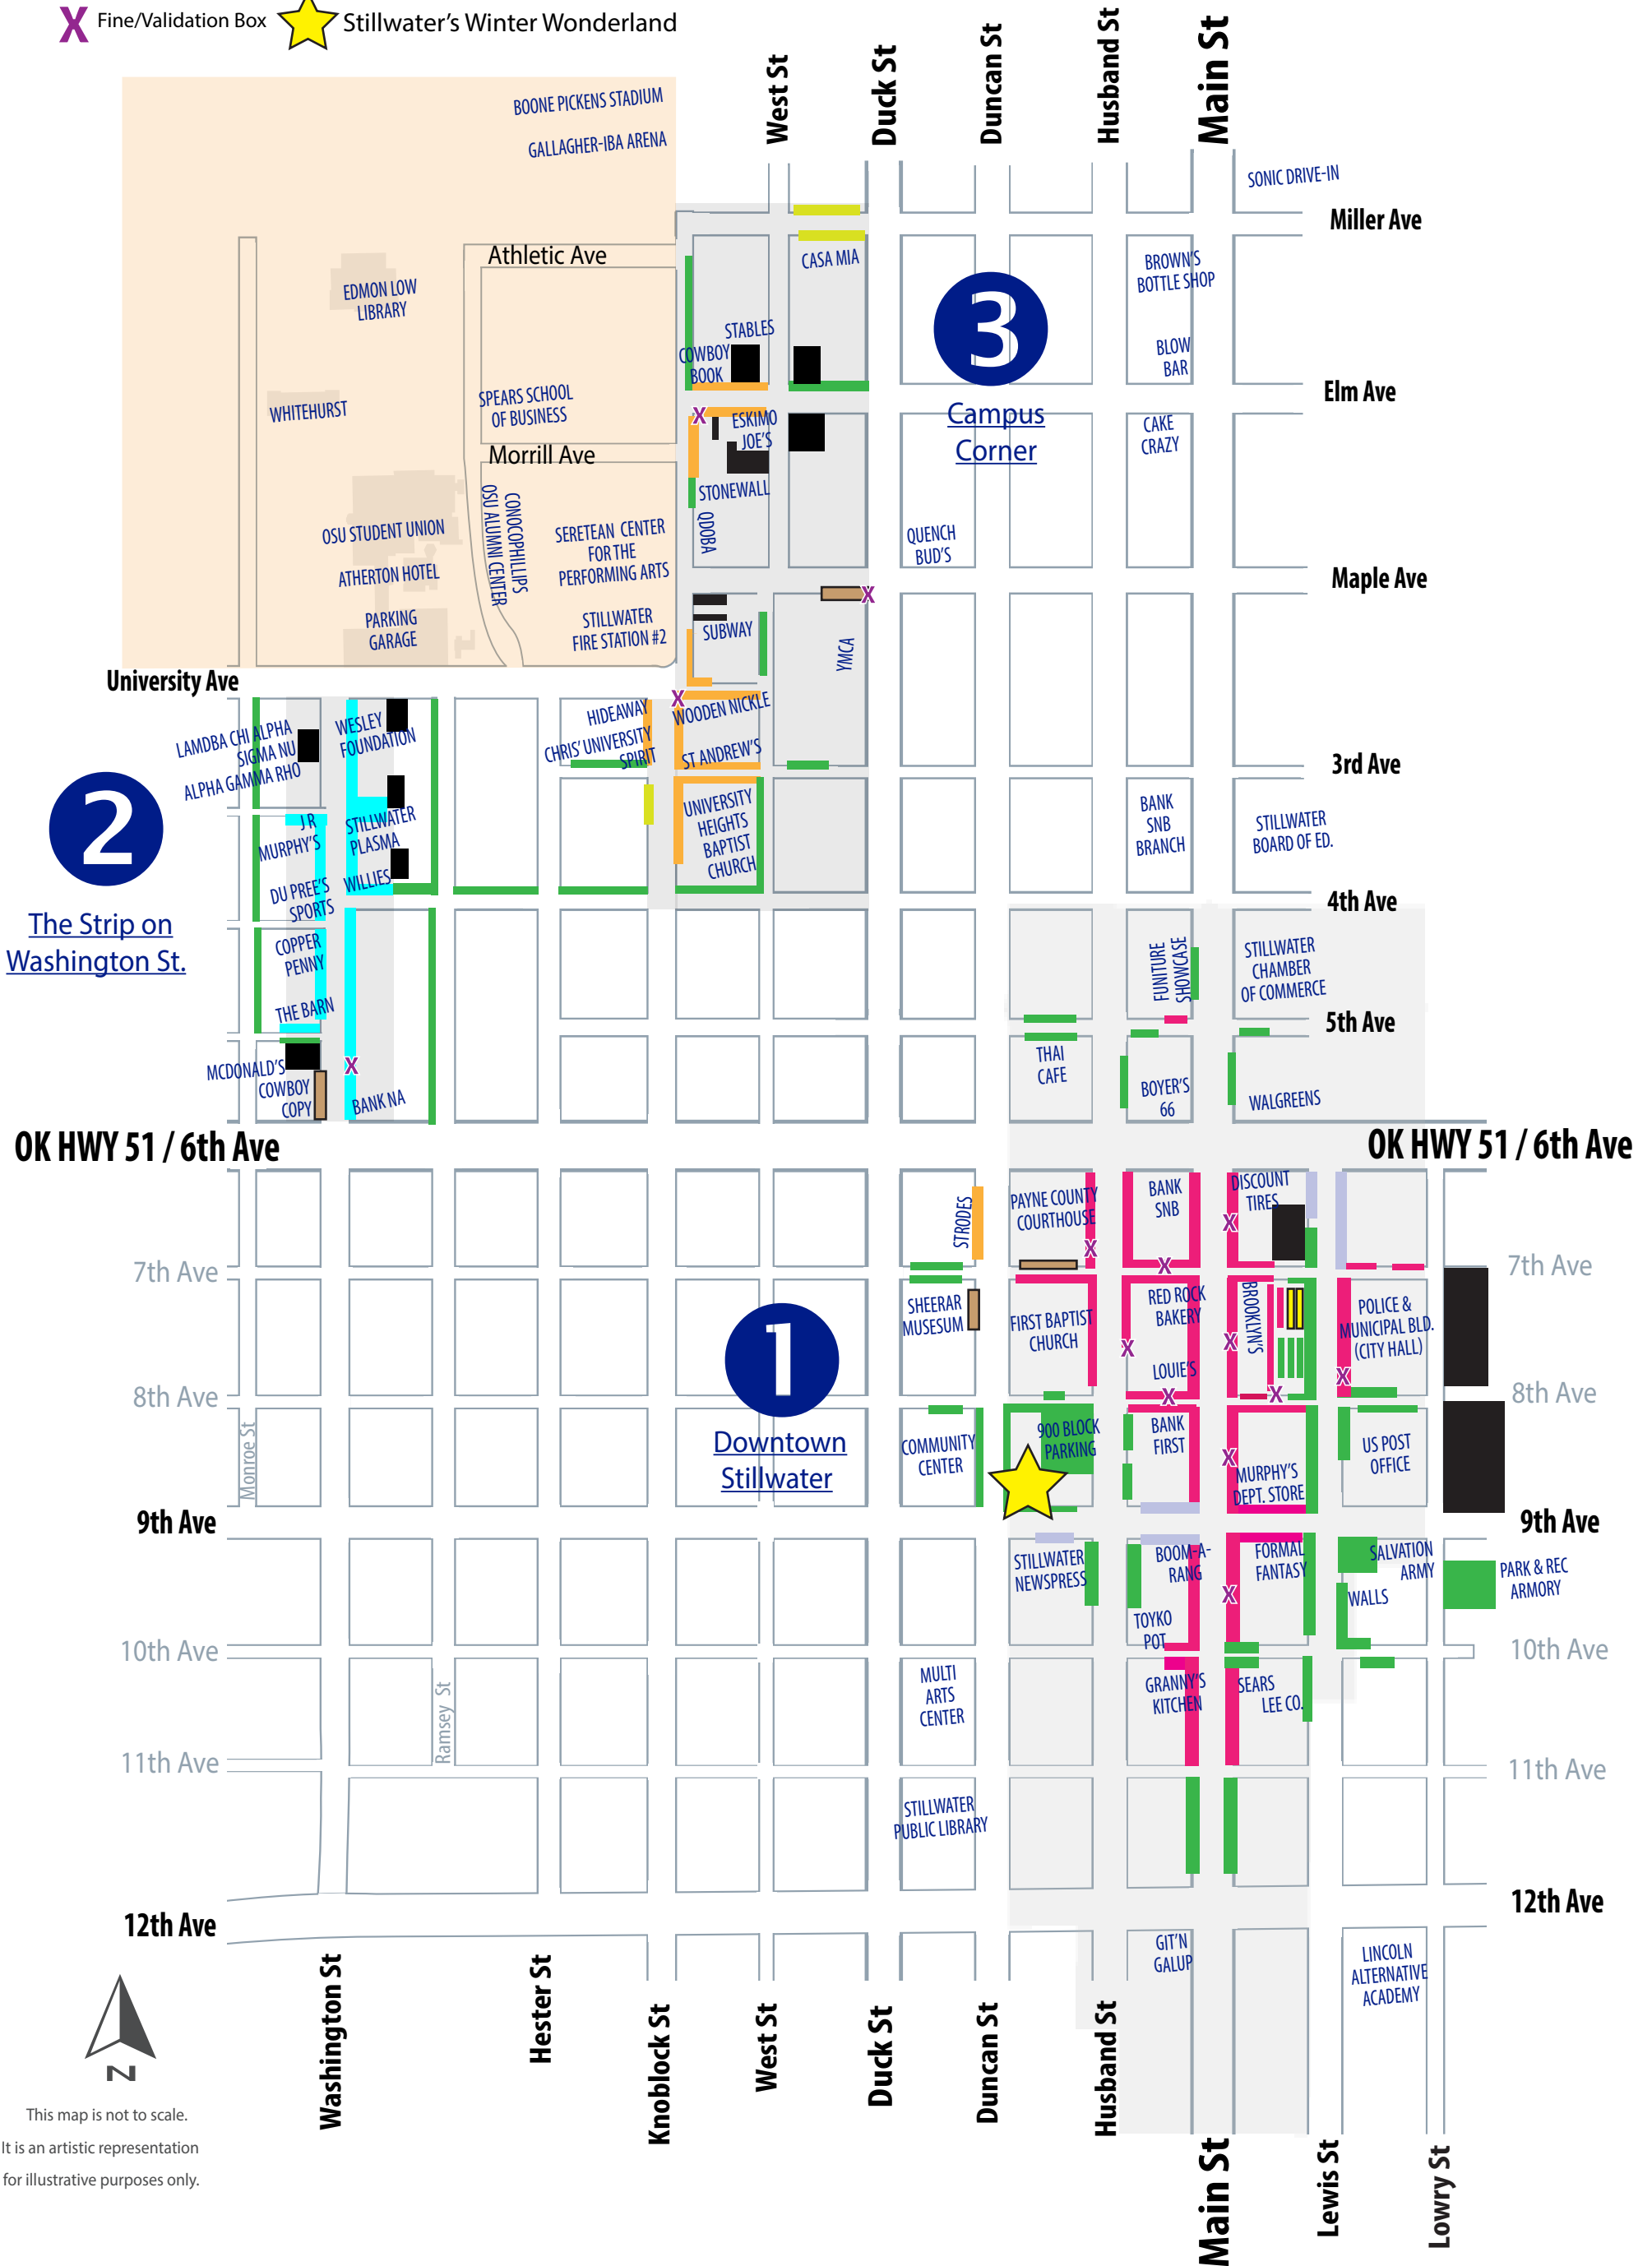 X Fine/Validation Box
Stillwater's Winter Wonderland
West St
Duck St
Duncan St
Husband St
Main St
BOONE PICKENS STADIUM
GALLAGHER-IBA ARENA
SONIC DRIVE-IN
Miller Ave
Athletic Ave
CASA MIA
BROWN'S
BOTTLE SHOP
EDMON LOW
LIBRARY
3
STABLES
COWBOY
BOOK
BLOW
BAR
Elm Ave
WHITEHURST
SPEARS SCHOOL
OF BUSINESS
X
ESKIMO
JOE'S
Campus
Corner
CAKE
CRAZY
Morrill Ave
STONEWALL
QDOBA
CONOCOPHILLIPS
OSU ALUMNI CENTER
OSU STUDENT UNION
SERETEAN CENTER
FOR THE
PERFORMING ARTS
QUENCH
BUD'S
ATHERTON HOTEL
Maple Ave
X
PARKING
GARAGE
STILLWATER
FIRE STATION #2
SUBWAY
YMCA
University Ave
X
HIDEAWAY
WOODEN NICKLE
LAMDBA CHI ALPHA
SIGMA NU
ALPHA GAMMA RHO
WESLEY
FOUNDATION
CHRIS' UNIVERSITY
SPIRIT
ST ANDREW'S
3rd Ave
2
J R
MURPHY'S
STILLWATER
PLASMA
UNIVERSITY
HEIGHTS
BAPTIST
CHURCH
BANK
SNB
BRANCH
STILLWATER
BOARD OF ED.
DU PREE'S
SPORTS
WILLIES
4th Ave
The Strip on
Washington St.
COPPER
PENNY
FUNITURE
SHOWCASE
STILLWATER
CHAMBER
OF COMMERCE
THE BARN
5th Ave
MCDONALD'S
COWBOY
COPY
X
BANK NA
THAI
CAFE
BOYER'S
66
WALGREENS
OK HWY 51 / 6th Ave
OK HWY 51 / 6th Ave
STRODES
PAYNE COUNTY
COURTHOUSE
X
BANK
SNB
X
DISCOUNT
TIRES
X
7th Ave
7th Ave
1
SHEERAR
MUSESUM
FIRST BAPTIST
CHURCH
RED ROCK
BAKERY
X
LOUIE'S
X
BROOKLYN'S
X
X
POLICE &
MUNICIPAL BLD.
(CITY HALL)
X
8th Ave
8th Ave
Monroe St
Downtown
Stillwater
COMMUNITY
CENTER
900 BLOCK
PARKING
BANK
FIRST
X
MURPHY'S
DEPT. STORE
US POST
OFFICE
9th Ave
9th Ave
STILLWATER
NEWSPRESS
BOOM-A-
RANG
FORMAL
FANTASY
X
SALVATION
ARMY
WALLS
PARK & REC
ARMORY
TOYKO
POT
10th Ave
10th Ave
Ramsey St
MULTI
ARTS
CENTER
GRANNY'S
KITCHEN
SEARS
LEE CO.
11th Ave
11th Ave
STILLWATER
PUBLIC LIBRARY
12th Ave
12th Ave
GIT'N
GALUP
LINCOLN
ALTERNATIVE
ACADEMY
N
Washington St
Hester St
Knoblock St
West St
Duck St
Duncan St
Husband St
Main St
Lewis St
Lowry St
This map is not to scale.
It is an artistic representation
for illustrative purposes only.